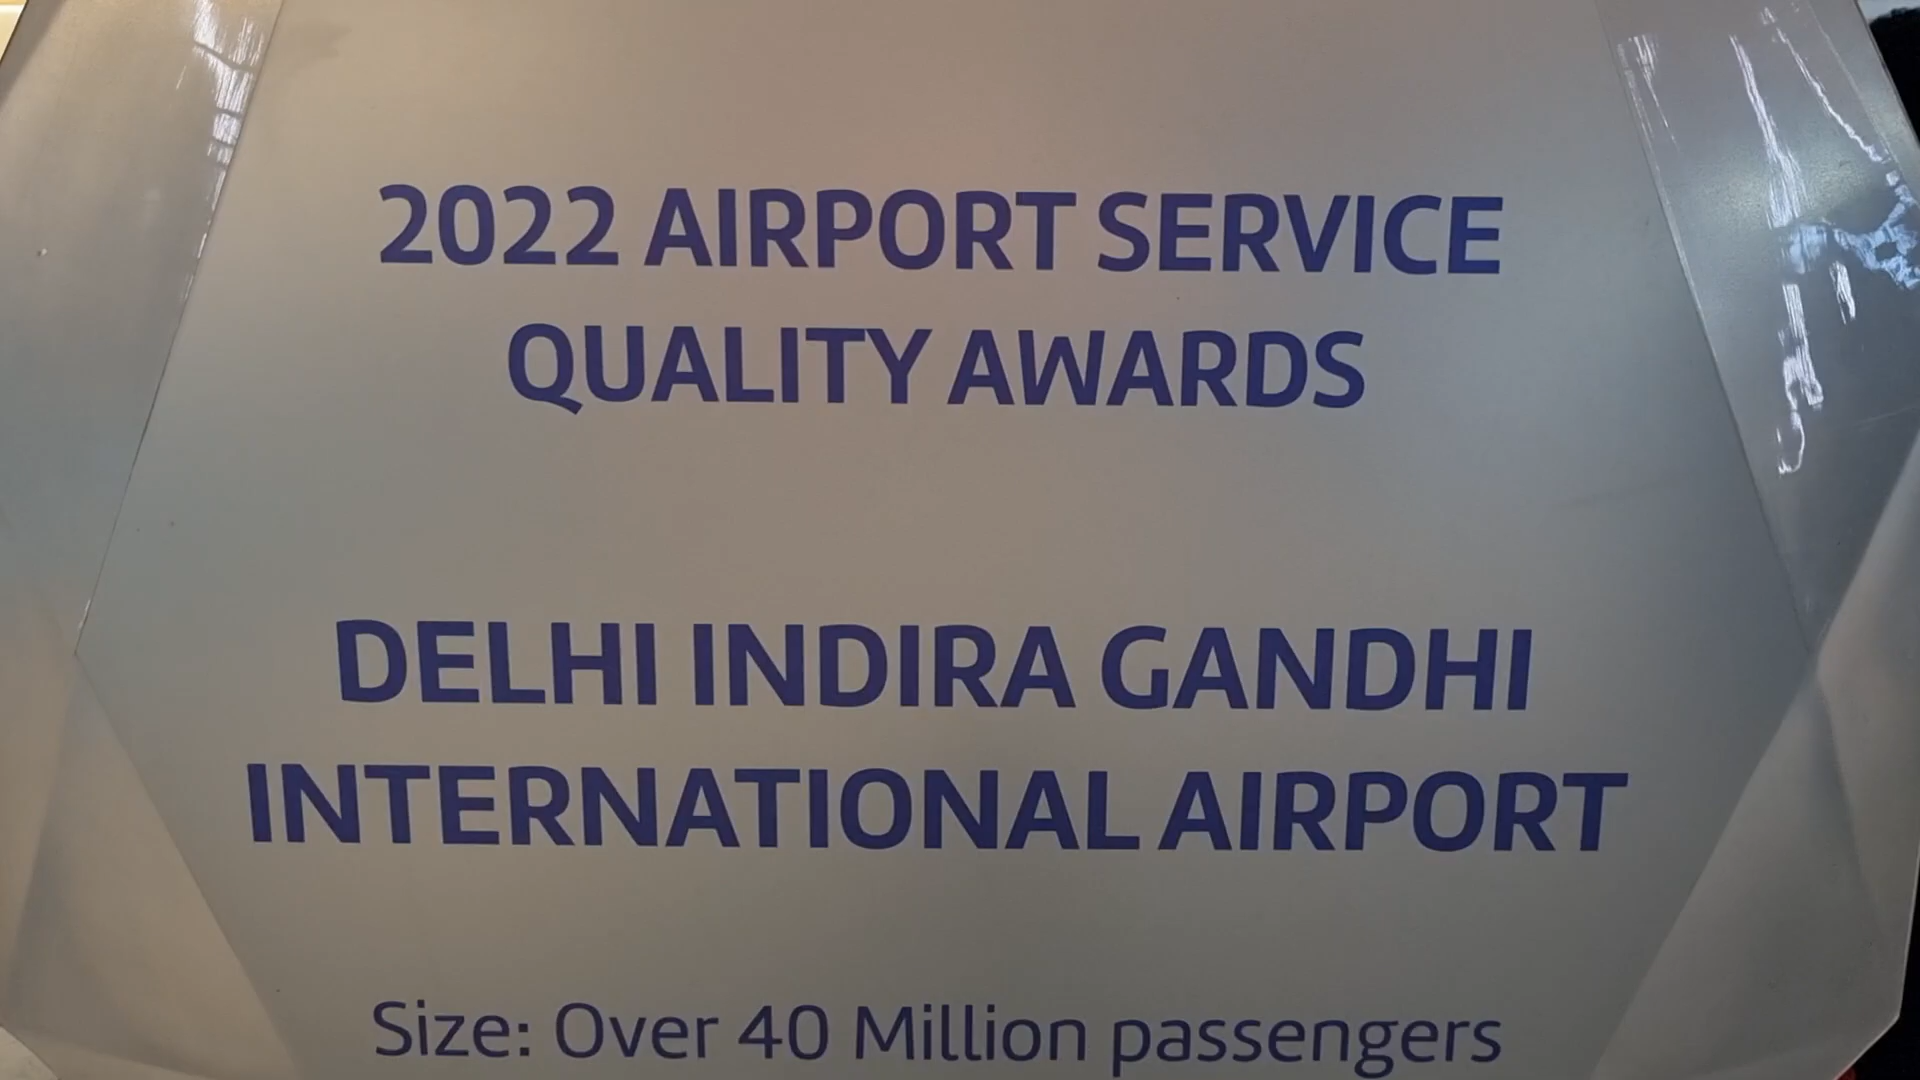 2022 AIRPORT SERVICE
QUALITY AWARDS
DELHI INDIRA GANDHI
INTERNATIONAL AIRPORT
Size: Over 40 Million passengers